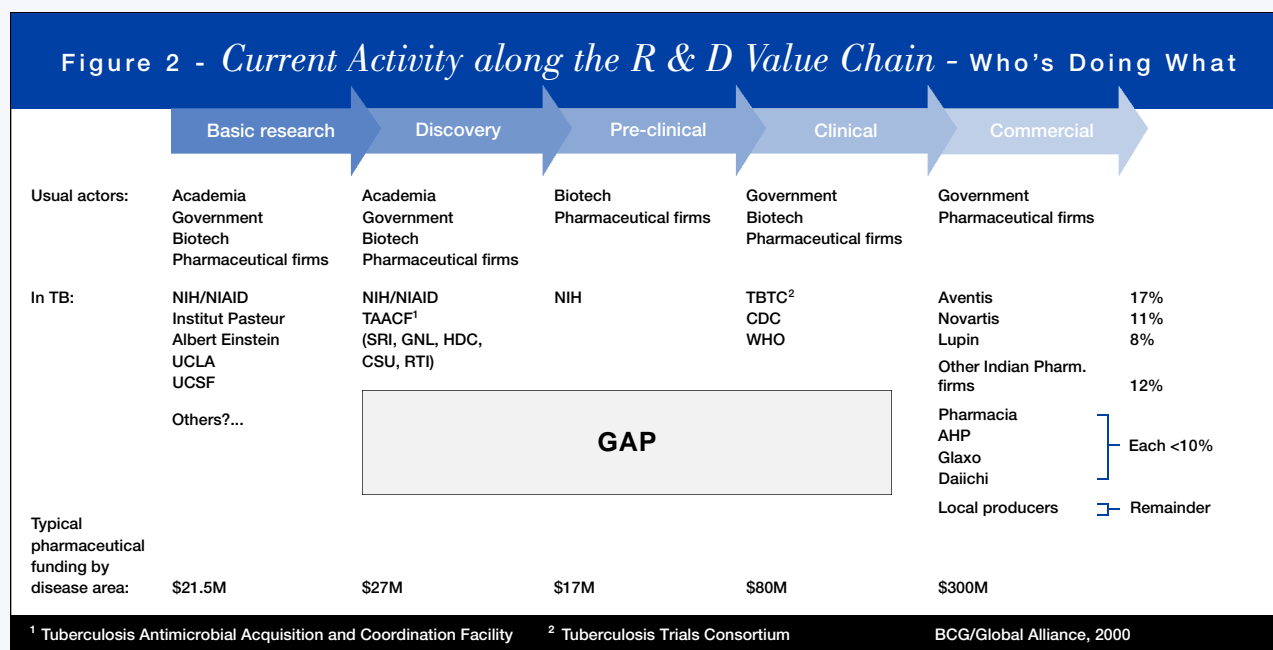 Figure 2 - Current Activity along the R & D Value Chain - Who's Doing What
Basic research
Discovery
Pre-clinical
Clinical
Commercial
Usual actors:
Academia
Government
Biotech
Pharmaceutical firms
Academia
Government
Biotech
Pharmaceutical firms
Biotech
Pharmaceutical firms
Government
Biotech
Pharmaceutical firms
Government
Pharmaceutical firms
In TB:
NIH/NIAID
Institut Pasteur
Albert Einstein
UCLA
UCSF
Others?...
NIH/NIAID
TAACF¹
(SRI, GNL, HDC,
CSU, RTI)
NIH
TBTC²
CDC
WHO
Aventis 17%
Novartis 11%
Lupin 8%
Other Indian Pharm.
firms 12%
Pharmacia
AHP
Glaxo
Daiichi
Each <10%
Local producers Remainder
GAP
Typical
pharmaceutical
funding by
disease area:
$21.5M
$27M
$17M
$80M
$300M
¹ Tuberculosis Antimicrobial Acquisition and Coordination Facility
² Tuberculosis Trials Consortium
BCG/Global Alliance, 2000